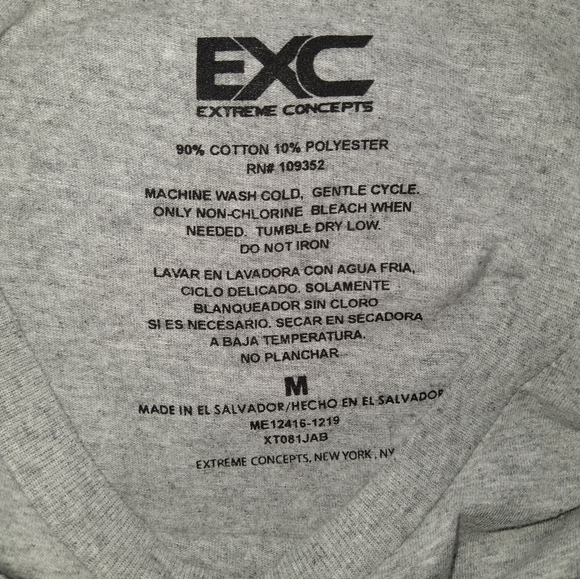 EXC
EXTREME CONCEPTS
90% COTTON 10% POLYESTER
RN# 109352
MACHINE WASH COLD, GENTLE CYCLE.
ONLY NON-CHLORINE BLEACH WHEN
NEEDED. TUMBLE DRY LOW.
DO NOT IRON
LAVAR EN LAVADORA CON AGUA FRIA,
CICLO DELICADO. SOLAMENTE
BLANQUEADOR SIN CLORO
SI ES NECESARIO. SECAR EN SECADORA
A BAJA TEMPERATURA.
NO PLANCHAR
M
MADE IN EL SALVADOR/HECHO EN EL SALVADOR
ME12416-1219
XT081JAB
EXTREME CONCEPTS, NEW YORK, NY